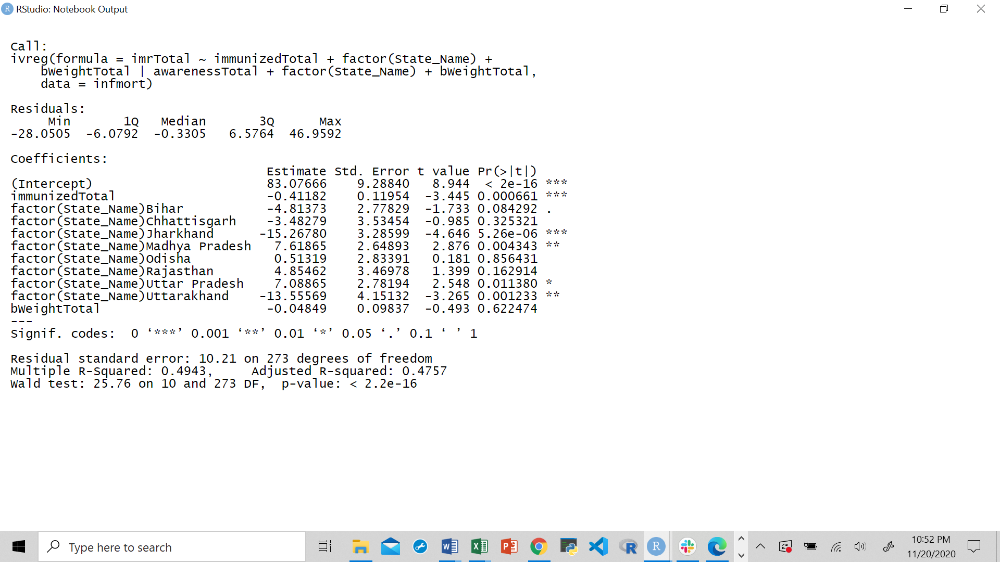 RStudio: Notebook Output
Call:
ivreg(formula = imrTotal ~ immunizedTotal + factor(State_Name) +
    bWeightTotal | awarenessTotal + factor(State_Name) + bWeightTotal,
    data = infmort)
Residuals:
     Min       1Q   Median       3Q      Max
-28.0505  -6.0792  -0.3305   6.5764  46.9592
Coefficients:
                                  Estimate Std. Error t value Pr(>|t|)
(Intercept)                       83.07666    9.28840   8.944  < 2e-16 ***
immunizedTotal                    -0.41182    0.11954  -3.445 0.000661 ***
factor(State_Name)Bihar           -4.81373    2.77829  -1.733 0.084292 .
factor(State_Name)Chhattisgarh    -3.48279    3.53454  -0.985 0.325321
factor(State_Name)Jharkhand      -15.26780    3.28599  -4.646 5.26e-06 ***
factor(State_Name)Madhya Pradesh   7.61865    2.64893   2.876 0.004343 **
factor(State_Name)Odisha           0.51319    2.83391   0.181 0.856431
factor(State_Name)Rajasthan        4.85462    3.46978   1.399 0.162914
factor(State_Name)Uttar Pradesh    7.08865    2.78194   2.548 0.011380 *
factor(State_Name)Uttarakhand    -13.55569    4.15132  -3.265 0.001233 **
bWeightTotal                      -0.04849    0.09837  -0.493 0.622474
---
Signif. codes:  0 ‘***’ 0.001 ‘**’ 0.01 ‘*’ 0.05 ‘.’ 0.1 ‘ ’ 1
Residual standard error: 10.21 on 273 degrees of freedom
Multiple R-Squared: 0.4943,     Adjusted R-squared: 0.4757
Wald test: 25.76 on 10 and 273 DF,  p-value: < 2.2e-16
Type here to search
10:52 PM
11/20/2020